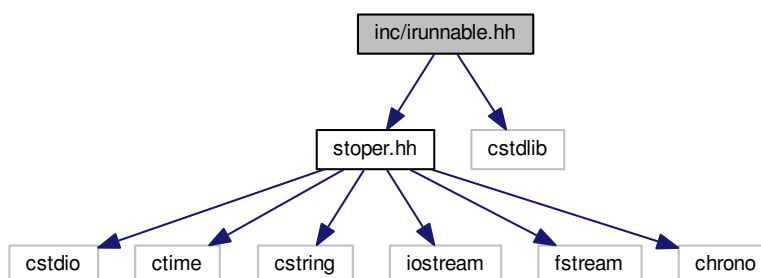 inc/irunnable.hh
stoper.hh
cstdlib
cstdio
ctime
cstring
iostream
fstream
chrono